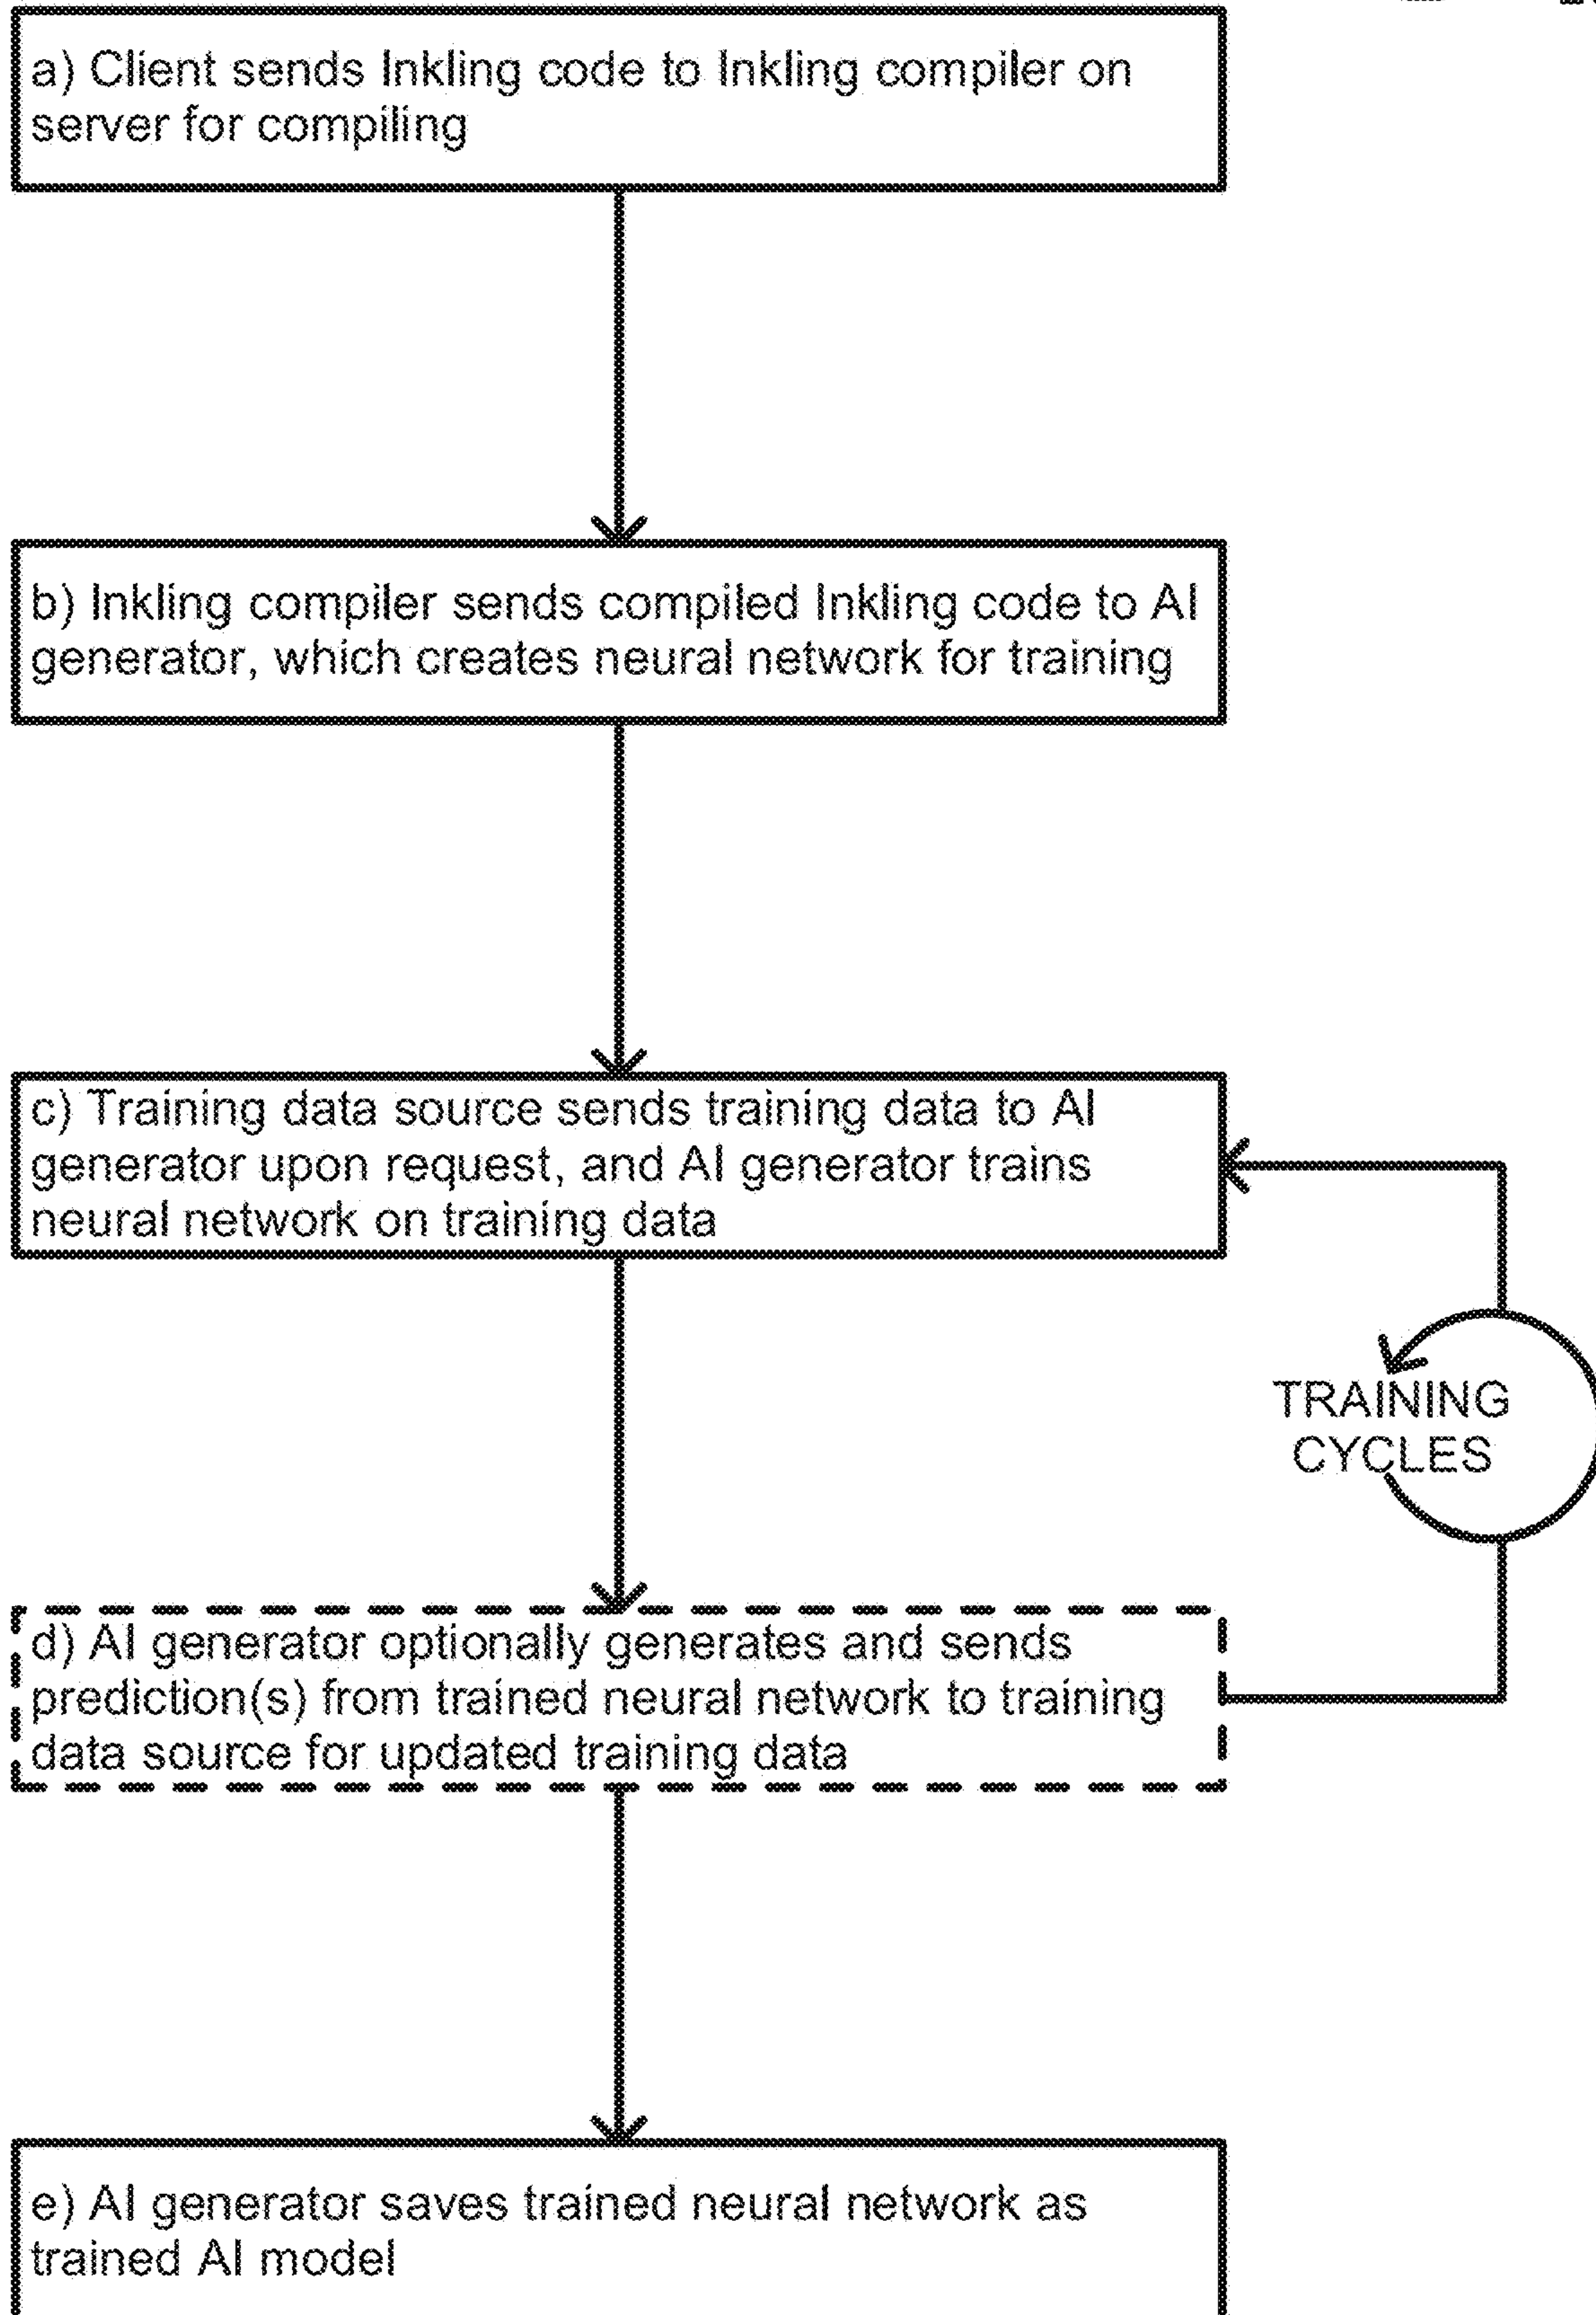 a) Client sends Inkling code to Inkling compiler on
server for compiling
b) Inkling compiler sends compiled Inkling code to AI
generator, which creates neural network for training
c) Training data source sends training data to AI
generator upon request, and AI generator trains
neural network on training data
TRAINING
CYCLES
d) AI generator optionally generates and sends
prediction(s) from trained neural network to training
data source for updated training data
e) AI generator saves trained neural network as
trained AI model